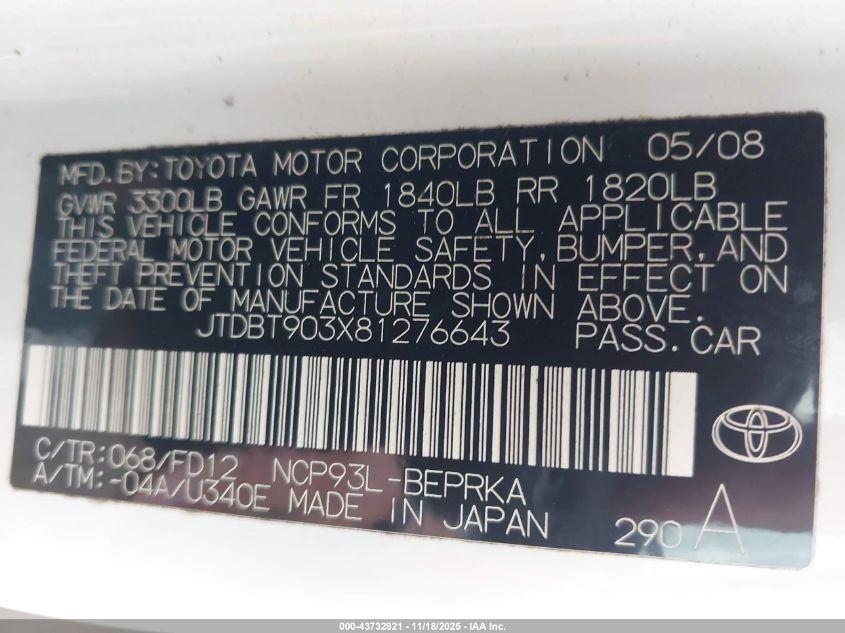 MFD.BY:TOYOTA MOTOR CORPORATION 05/08
GVWR 3300LB GAWR FR 1840LB RR 1820LB
THIS VEHICLE CONFORMS TO ALL APPLICABLE
FEDERAL MOTOR VEHICLE SAFETY,BUMPER,AND
THEFT PREVENTION STANDARDS IN EFFECT ON
THE DATE OF MANUFACTURE SHOWN ABOVE.
JTDBT903X81276643 PASS.CAR
C/TR:068/FD12 NCP93L-BEPRKA
A/TM:-04A/U340E MADE IN JAPAN 290 A
000-43732821 - 11/18/2025 - IAA Inc.